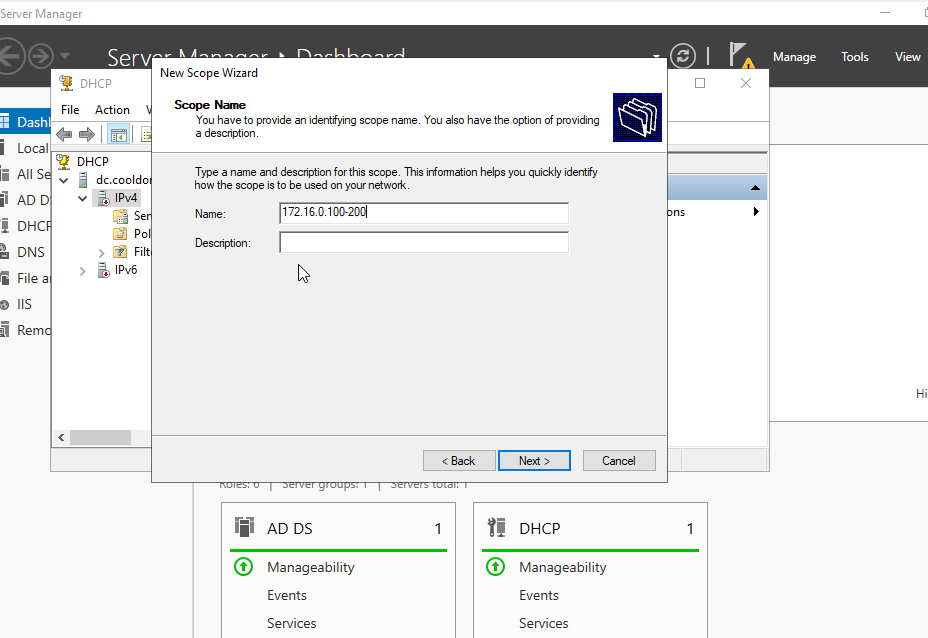 Server Manager
Server Manager ▸ Dashboard
Manage
Tools
View
DHCP
File
Action
DHCP
dc.cooldon
IPv4
Ser
Pol
Filt
IPv6
ons
Dashb
Local
All Se
AD D
DHCP
DNS
File a
IIS
Remo
New Scope Wizard
Scope Name
You have to provide an identifying scope name. You also have the option of providing
a description.
Type a name and description for this scope. This information helps you quickly identify
how the scope is to be used on your network.
Name:
172.16.0.100-200
Description:
< Back
Next >
Cancel
Hi
Roles: 6 | Server groups: 1 | Servers total: 1
AD DS
1
Manageability
Events
Services
DHCP
1
Manageability
Events
Services